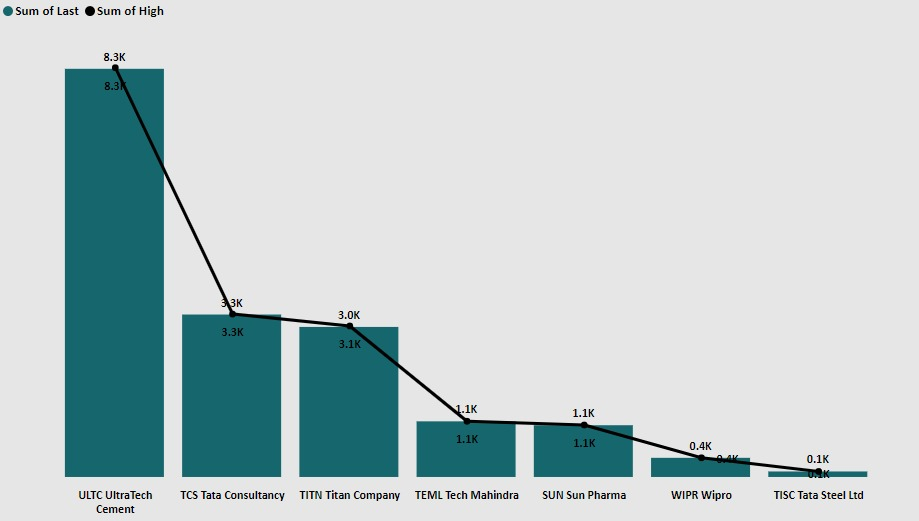 Sum of Last Sum of High
8.3K
8.3K
3.3K
3.3K
3.0K
3.1K
1.1K
1.1K
1.1K
1.1K
0.4K
0.4K
0.1K
0.1K
ULTC UltraTech
Cement
TCS Tata Consultancy
TITN Titan Company
TEML Tech Mahindra
SUN Sun Pharma
WIPR Wipro
TISC Tata Steel Ltd